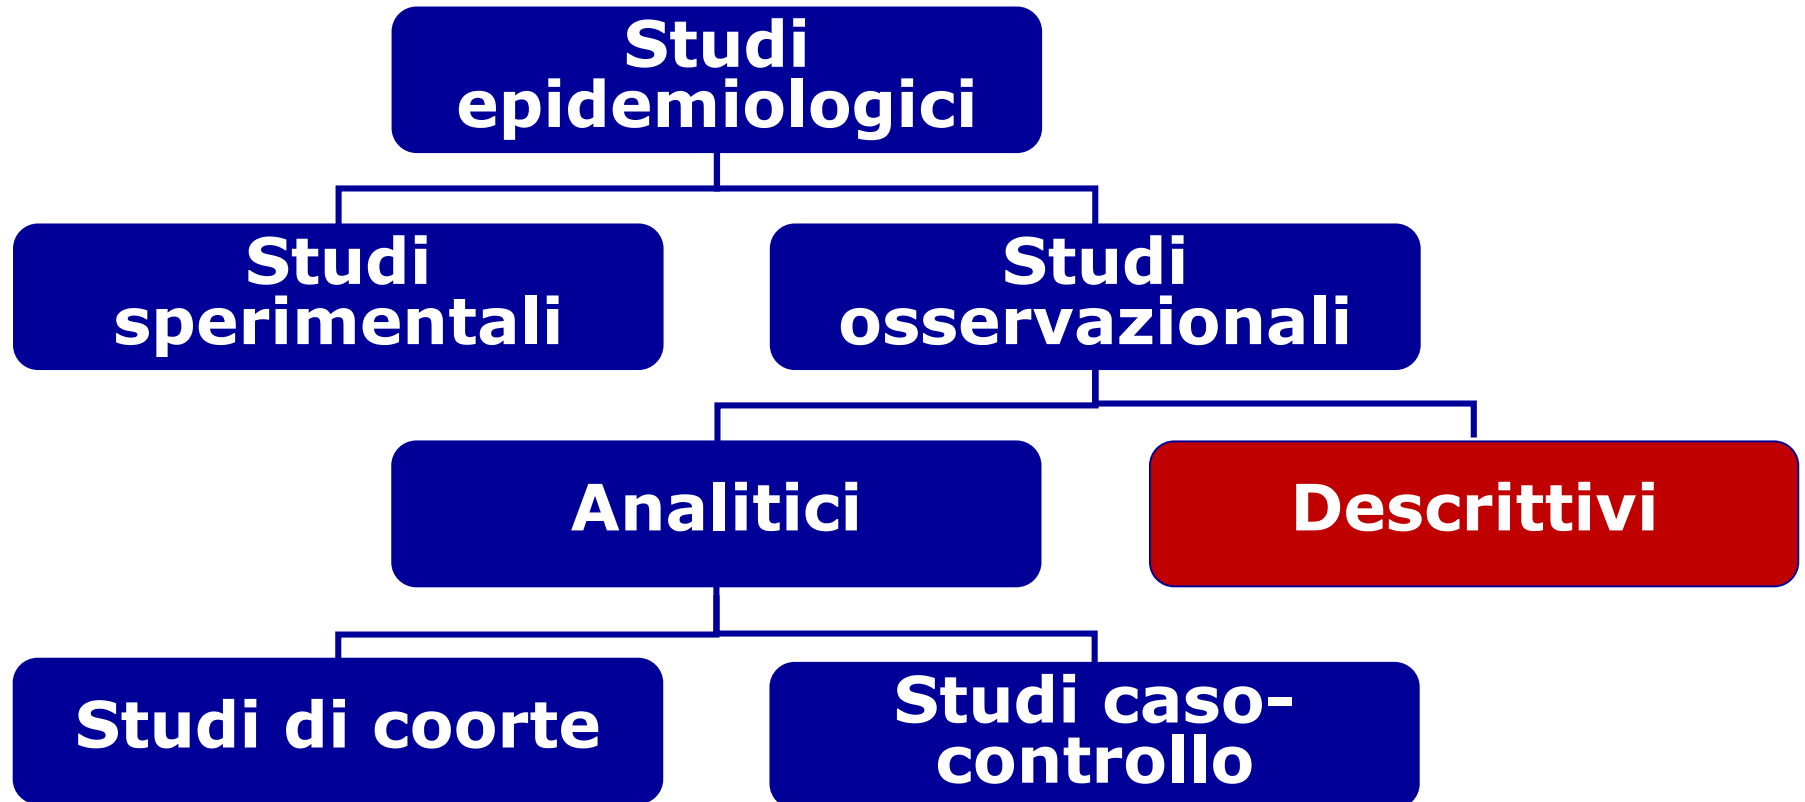 Studi
epidemiologici
Studi
sperimentali
Studi
osservazionali
Analitici
Descrittivi
Studi di coorte
Studi caso-
controllo